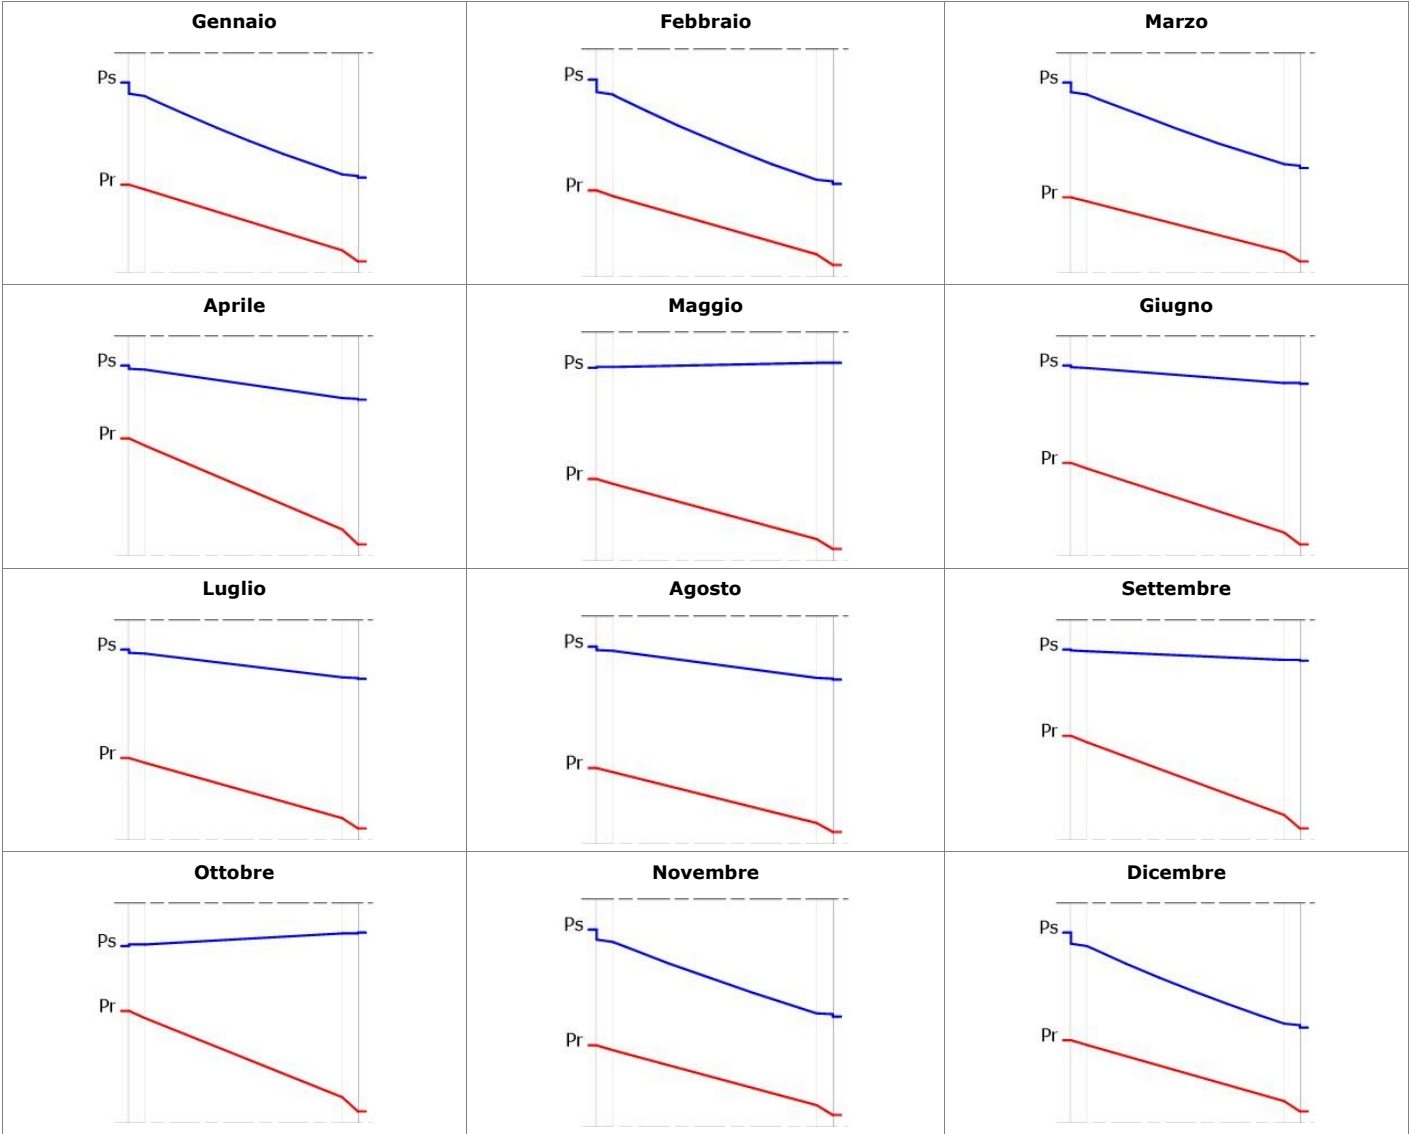 Gennaio
Febbraio
Marzo
Ps
Pr
Ps
Pr
Ps
Pr
Aprile
Maggio
Giugno
Ps
Pr
Ps
Pr
Ps
Pr
Luglio
Agosto
Settembre
Ps
Pr
Ps
Pr
Ps
Pr
Ottobre
Novembre
Dicembre
Ps
Pr
Ps
Pr
Ps
Pr